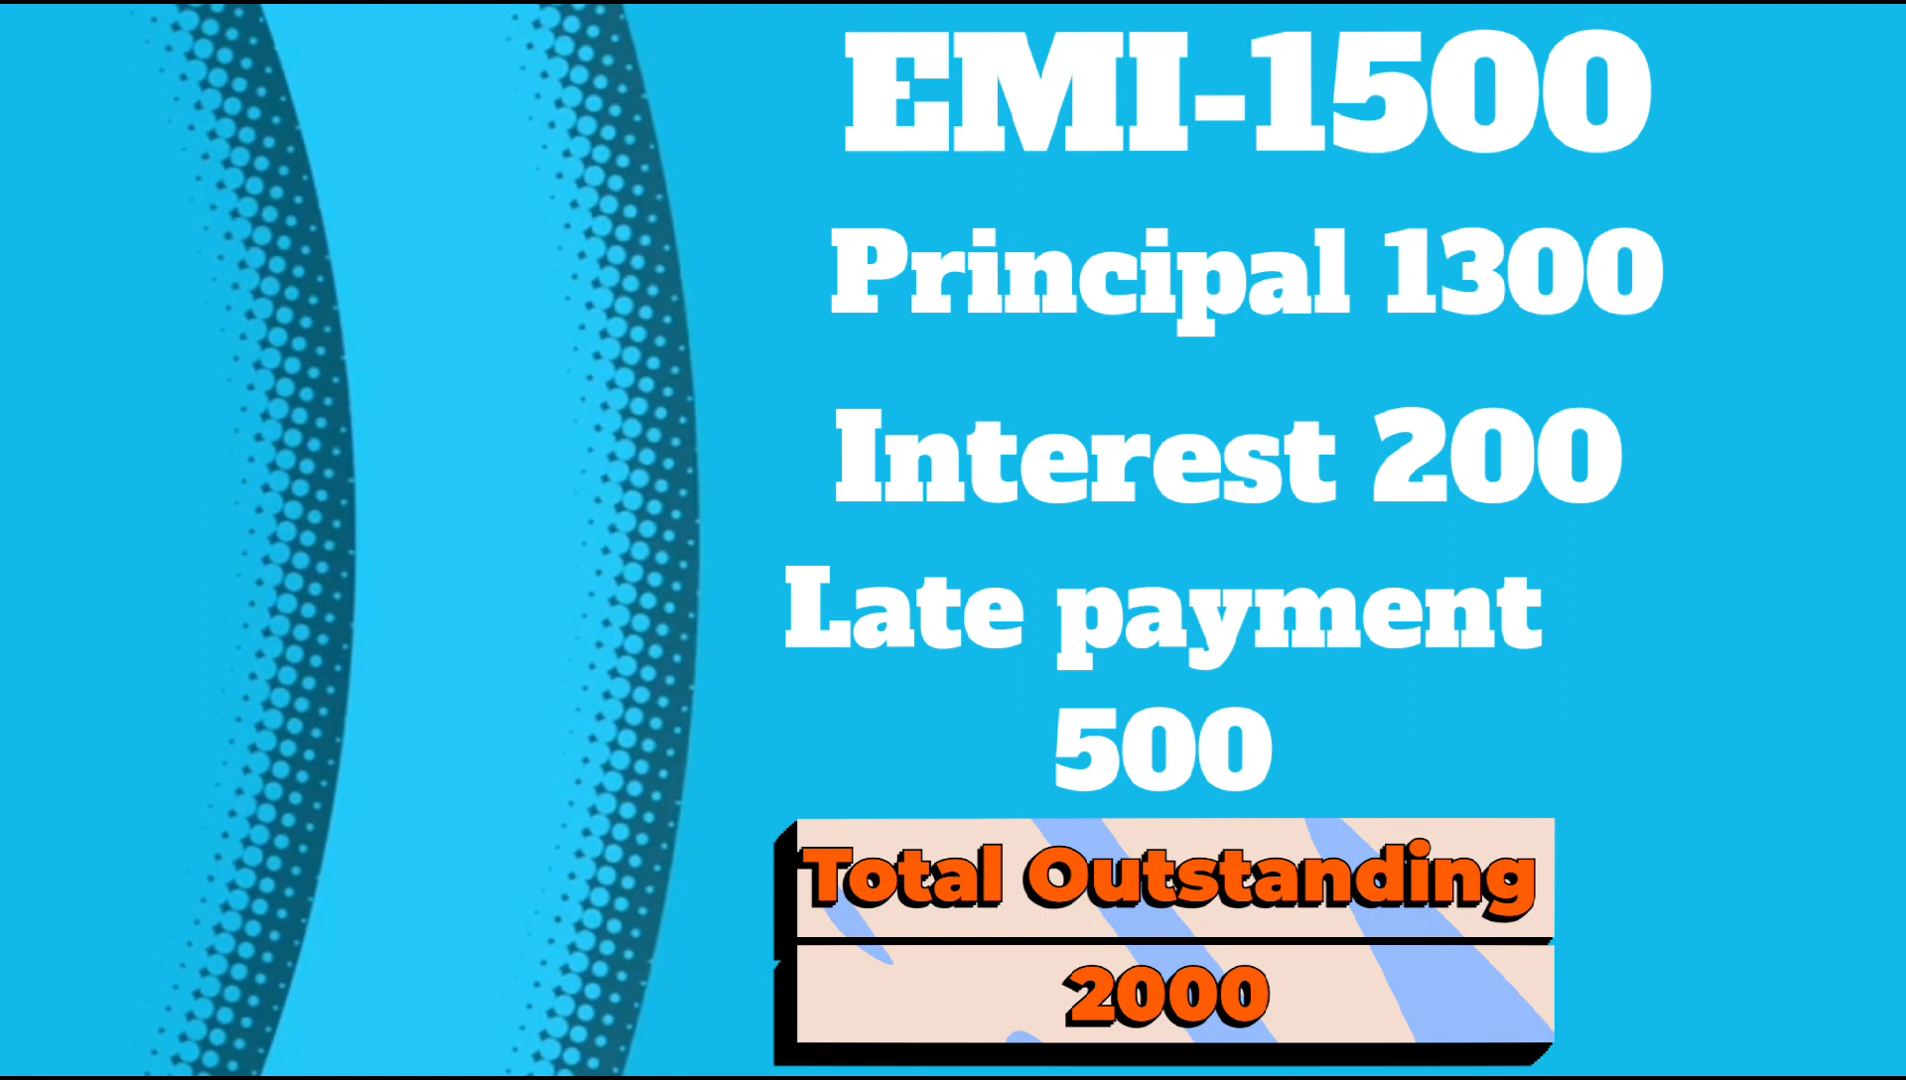 EMI-1500
Principal 1300
Interest 200
Late payment
500
Total Outstanding
2000